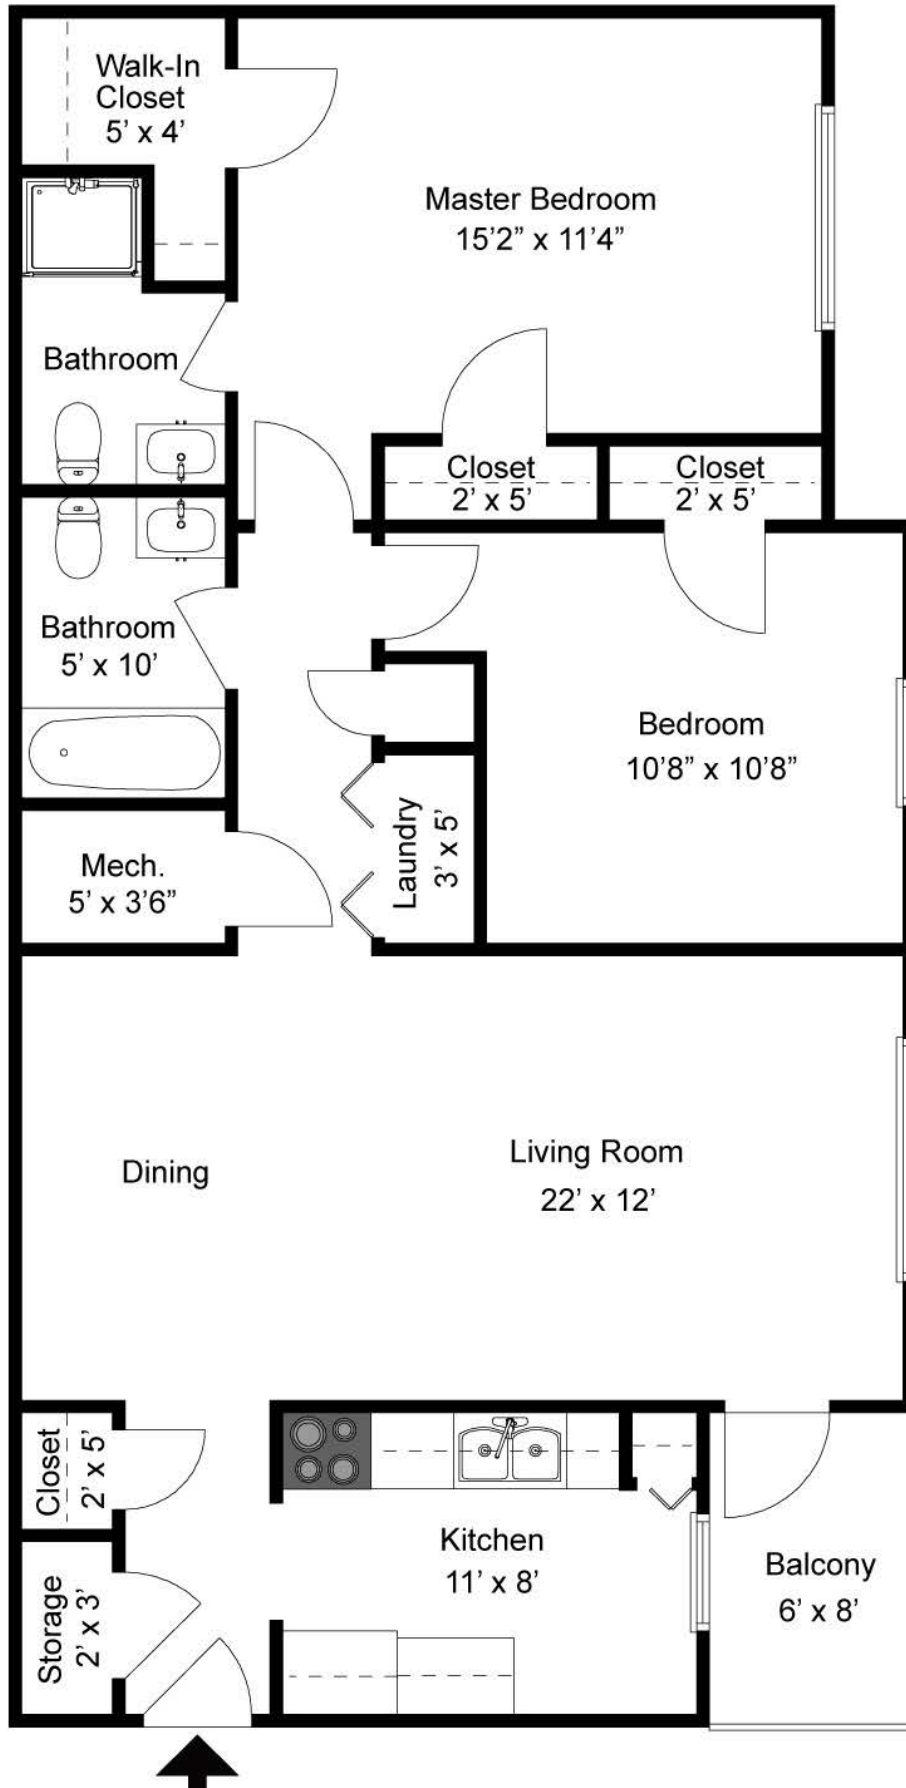 Walk-In
Closet
5’ x 4’
Master Bedroom
15’2” x 11’4”
Bathroom
Closet
2’ x 5’
Closet
2’ x 5’
Bathroom
5’ x 10’
Bedroom
10’8” x 10’8”
Laundry
3’ x 5’
Mech.
5’ x 3’6”
Dining
Living Room
22’ x 12’
Closet
2’ x 5’
Kitchen
11’ x 8’
Balcony
6’ x 8’
Storage
2’ x 3’